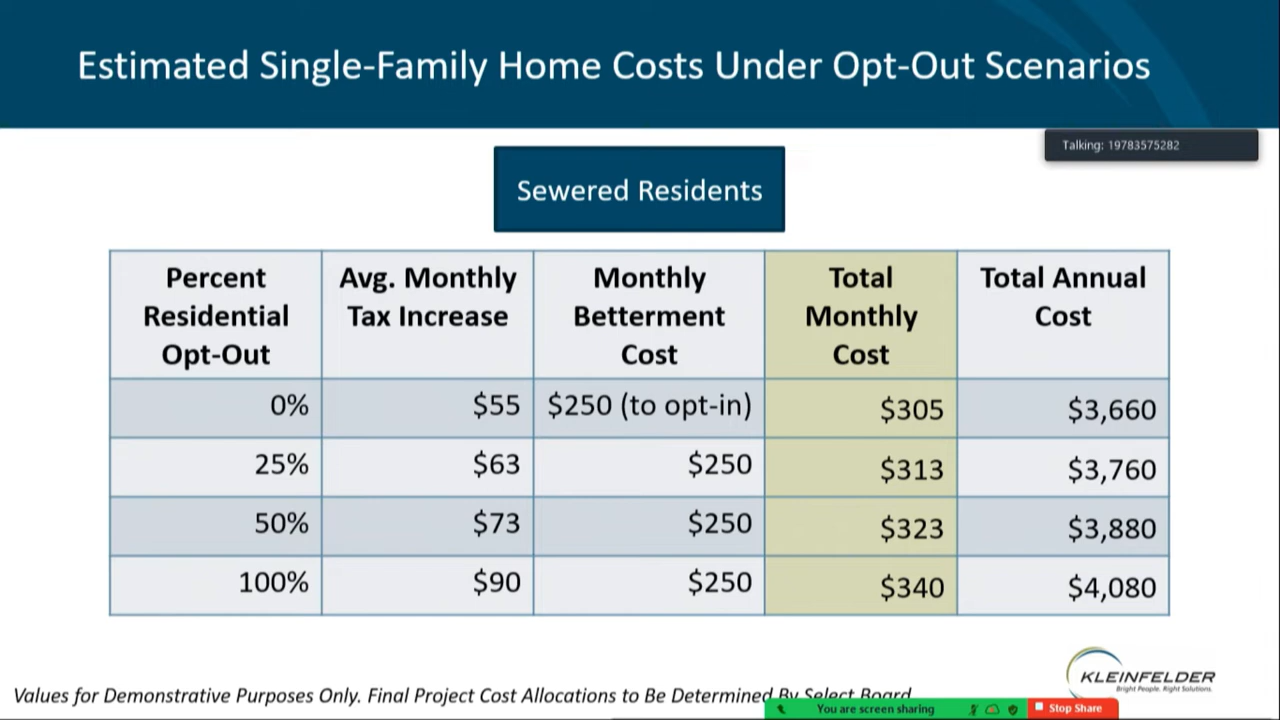 Estimated Single-Family Home Costs Under Opt-Out Scenarios
Talking: 19783575282
Sewered Residents
Percent Residential Opt-Out	Avg. Monthly Tax Increase	Monthly Betterment Cost	Total Monthly Cost	Total Annual Cost
0%	$55	$250 (to opt-in)	$305	$3,660
25%	$63	$250	$313	$3,760
50%	$73	$250	$323	$3,880
100%	$90	$250	$340	$4,080
KLEINFELDER
Bright People. Right Solutions.
Values for Demonstrative Purposes Only. Final Project Cost Allocations to Be Determined By Select Board
You are screen sharing
Stop Share